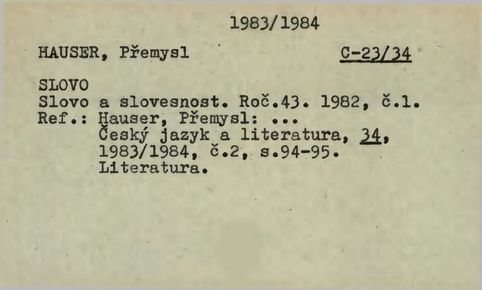 1983/1984
HAUSER, Přemysl C-23/34
SLOVO
Slovo a slovesnost. Roč.43. 1982, č.1.
Ref.: Hauser, Přemysl: ...
Český jazyk a literatura, 34,
1983/1984, č.2, s.94-95.
Literatura.